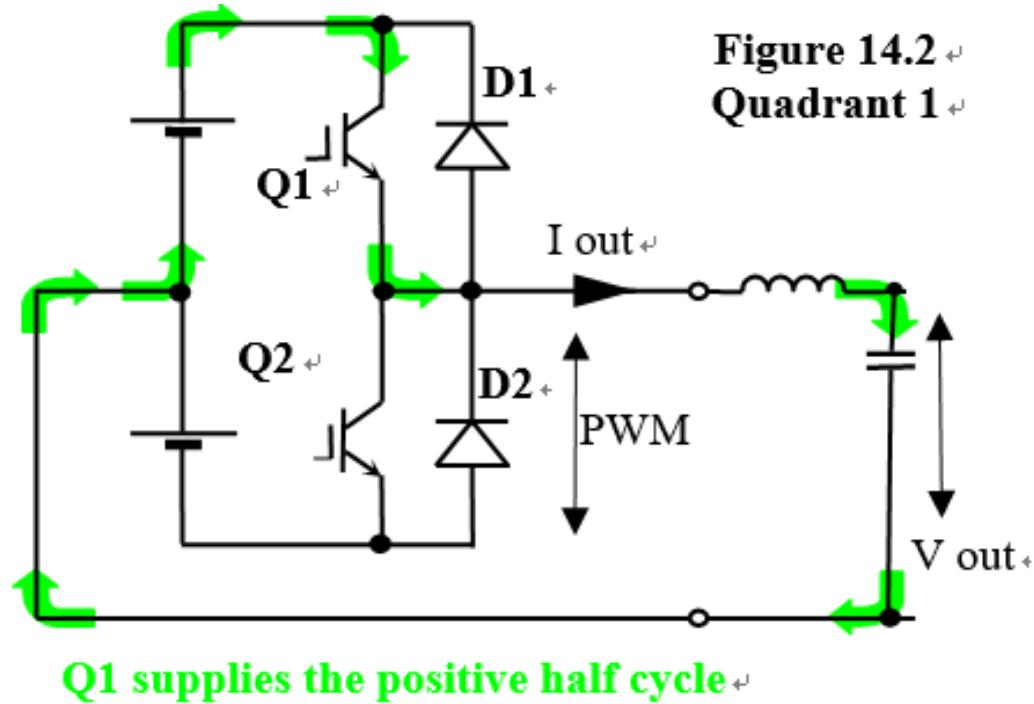 Figure 14.2
Quadrant 1
D1
Q1
I out
Q2
D2
PWM
V out
Q1 supplies the positive half cycle